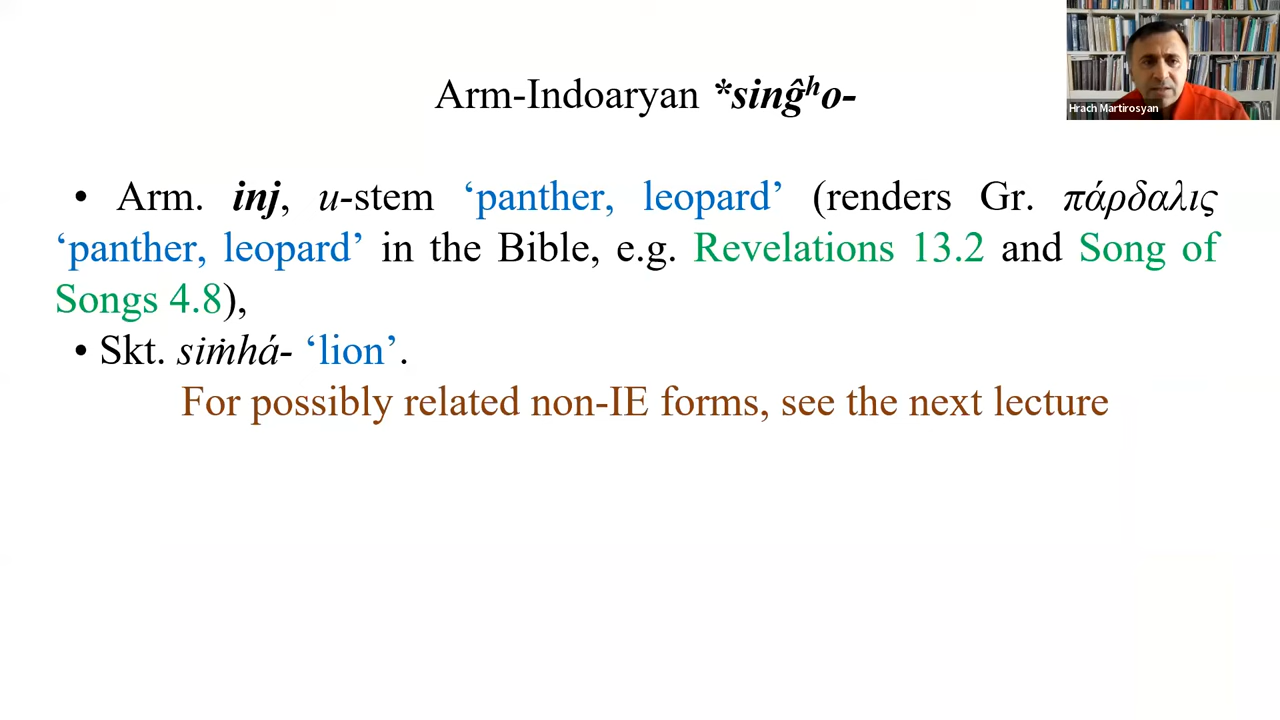 Hrach Martirosyan
Arm-Indoaryan *sinĝʰo-
• Arm. inj, u-stem ‘panther, leopard’ (renders Gr. πάρδαλις
‘panther, leopard’ in the Bible, e.g. Revelations 13.2 and Song of
Songs 4.8),
• Skt. siṁhá- ‘lion’.
For possibly related non-IE forms, see the next lecture